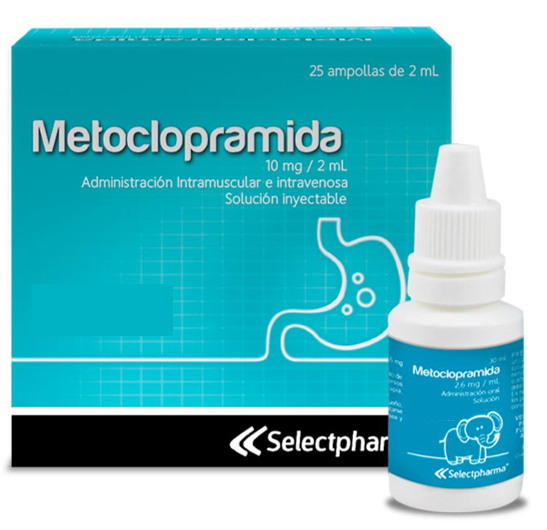 25 ampollas de 2 mL
Metoclopramida
10 mg / 2 mL
Administración Intramuscular e intravenosa
Solución inyectable
Selectpharma
30 ml
Metoclopramida
2.6 mg / mL
Administración oral
Solución
Selectpharma